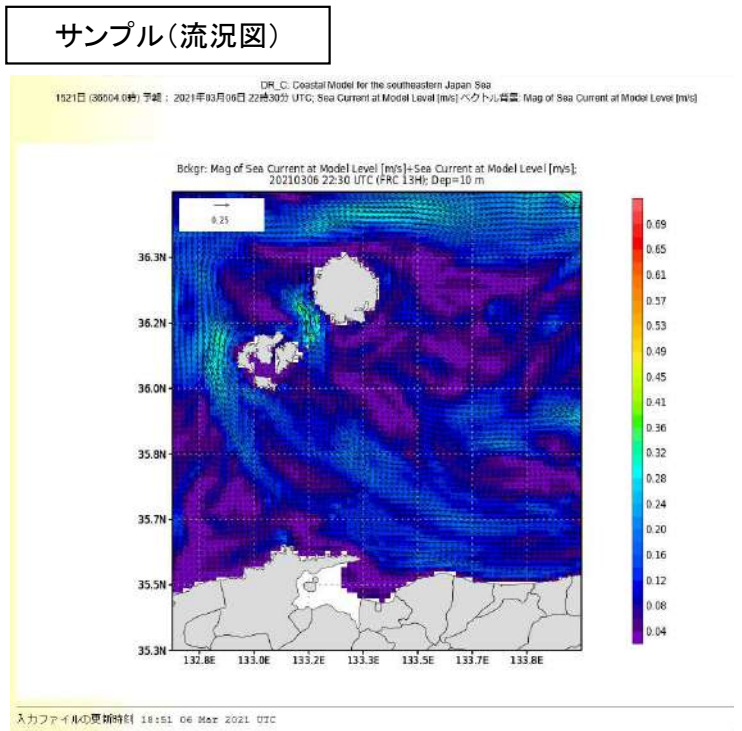 サンプル(流況図)
DR_C: Coastal Model for the southeastern Japan Sea
1521日 (36504.0時) 予報 : 2021年03月06日 22時30分 UTC; Sea Current at Model Level [m/s] ベクトル背景: Mag of Sea Current at Model Level [m/s]
Bckgr: Mag of Sea Current at Model Level [m/s]+Sea Current at Model Level [m/s];
20210306 22:30 UTC (FRC 13H); Dep=10 m
0.25
36.3N
36.2N
36.0N
35.8N
35.7N
35.5N
35.3N
132.8E 133.0E 133.2E 133.3E 133.5E 133.7E 133.8E
0.69
0.65
0.61
0.57
0.53
0.49
0.45
0.41
0.36
0.32
0.28
0.24
0.20
0.16
0.12
0.08
0.04
入力ファイルの更新時刻 18:51 06 Mar 2021 UTC